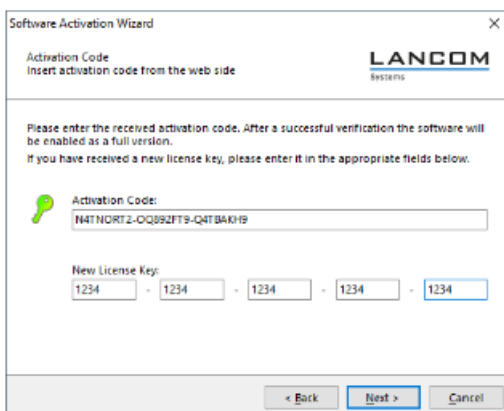 Software Activation Wizard
Activation Code
Insert activation code from the web side
LANCOM
Systems
Please enter the received activation code. After a successful verification the software will
be enabled as a full version.
If you have received a new license key, please enter it in the appropriate fields below.
Activation Code:
N4TNORT2-OQ892FT9-Q4TBAKH9
New License Key:
1234 - 1234 - 1234 - 1234 - 1234
< Back Next > Cancel